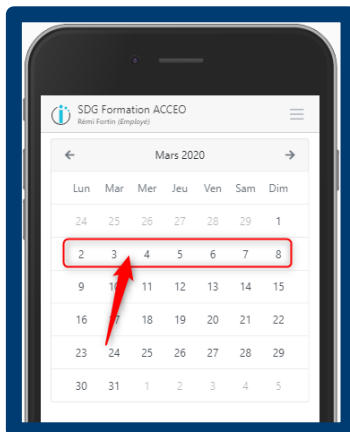 SDG Formation ACCEO
Rémi Fortin (Employé)
Mars 2020
Lun Mar Mer Jeu Ven Sam Dim
24 25 26 27 28 29 1
2 3 4 5 6 7 8
9 10 11 12 13 14 15
16 17 18 19 20 21 22
23 24 25 26 27 28 29
30 31 1 2 3 4 5